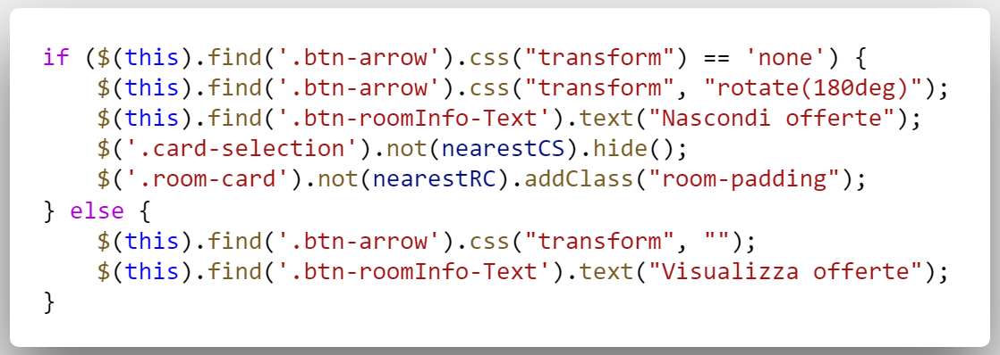 if ($(this).find('.btn-arrow').css("transform") == 'none') {
    $(this).find('.btn-arrow').css("transform", "rotate(180deg)");
    $(this).find('.btn-roomInfo-Text').text("Nascondi offerte");
    $('.card-selection').not(nearestCS).hide();
    $('.room-card').not(nearestRC).addClass("room-padding");
} else {
    $(this).find('.btn-arrow').css("transform", "");
    $(this).find('.btn-roomInfo-Text').text("Visualizza offerte");
}